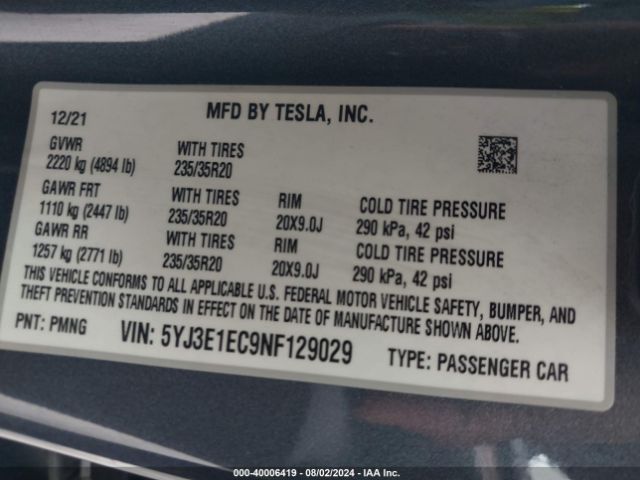 12/21
MFD BY TESLA, INC.
GVWR
2220 kg (4894 lb)
WITH TIRES
235/35R20
GAWR FRT
1110 kg (2447 lb)
WITH TIRES
235/35R20
RIM
20X9.0J
COLD TIRE PRESSURE
290 kPa, 42 psi
GAWR RR
1257 kg (2771 lb)
WITH TIRES
235/35R20
RIM
20X9.0J
COLD TIRE PRESSURE
290 kPa, 42 psi
THIS VEHICLE CONFORMS TO ALL APPLICABLE U.S. FEDERAL MOTOR VEHICLE SAFETY, BUMPER, AND
THEFT PREVENTION STANDARDS IN EFFECT ON THE DATE OF MANUFACTURE SHOWN ABOVE.
PNT: PMNG
VIN: 5YJ3E1EC9NF129029
TYPE: PASSENGER CAR
000-40006419 - 08/02/2024 - IAA Inc.